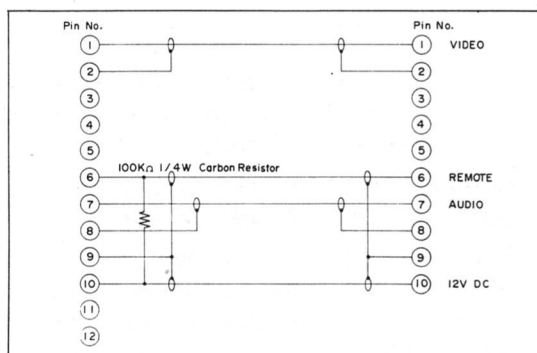 Pin No. Pin No.
1 1 VIDEO
2 2
3 3
4 4
5 5
100KΩ 1/4W Carbon Resistor
6 6 REMOTE
7 7 AUDIO
8 8
9 9
10 10 12V DC
11
12